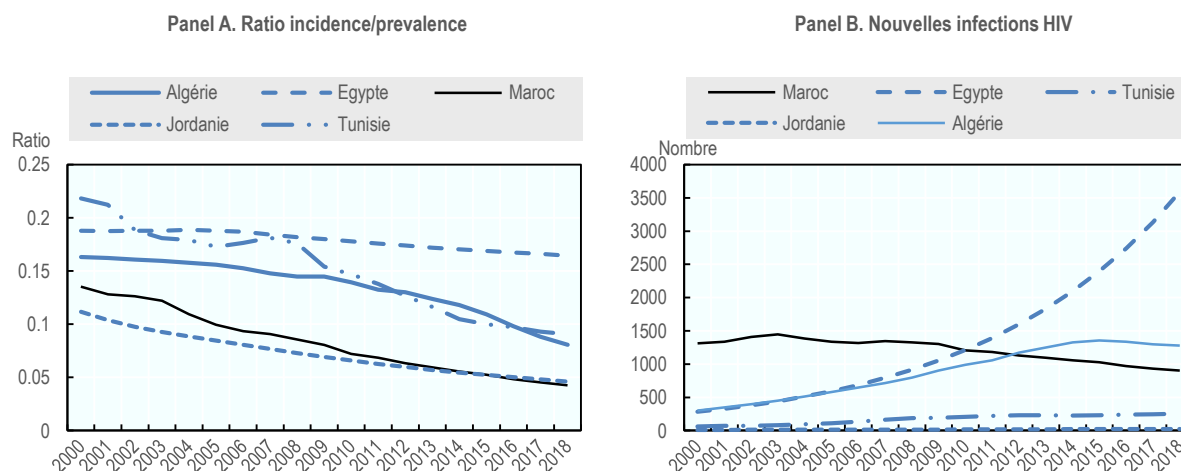 Panel A. Ratio incidence/prevalence
Algérie Egypte Maroc
Jordanie Tunisie
Ratio
0.25
0.2
0.15
0.1
0.05
0
2000 2001 2002 2003 2004 2005 2006 2007 2008 2009 2010 2011 2012 2013 2014 2015 2016 2017 2018
Panel B. Nouvelles infections HIV
Maroc Egypte Tunisie
Jordanie Algérie
Nombre
4000
3500
3000
2500
2000
1500
1000
500
0
2000 2001 2002 2003 2004 2005 2006 2007 2008 2009 2010 2011 2012 2013 2014 2015 2016 2017 2018